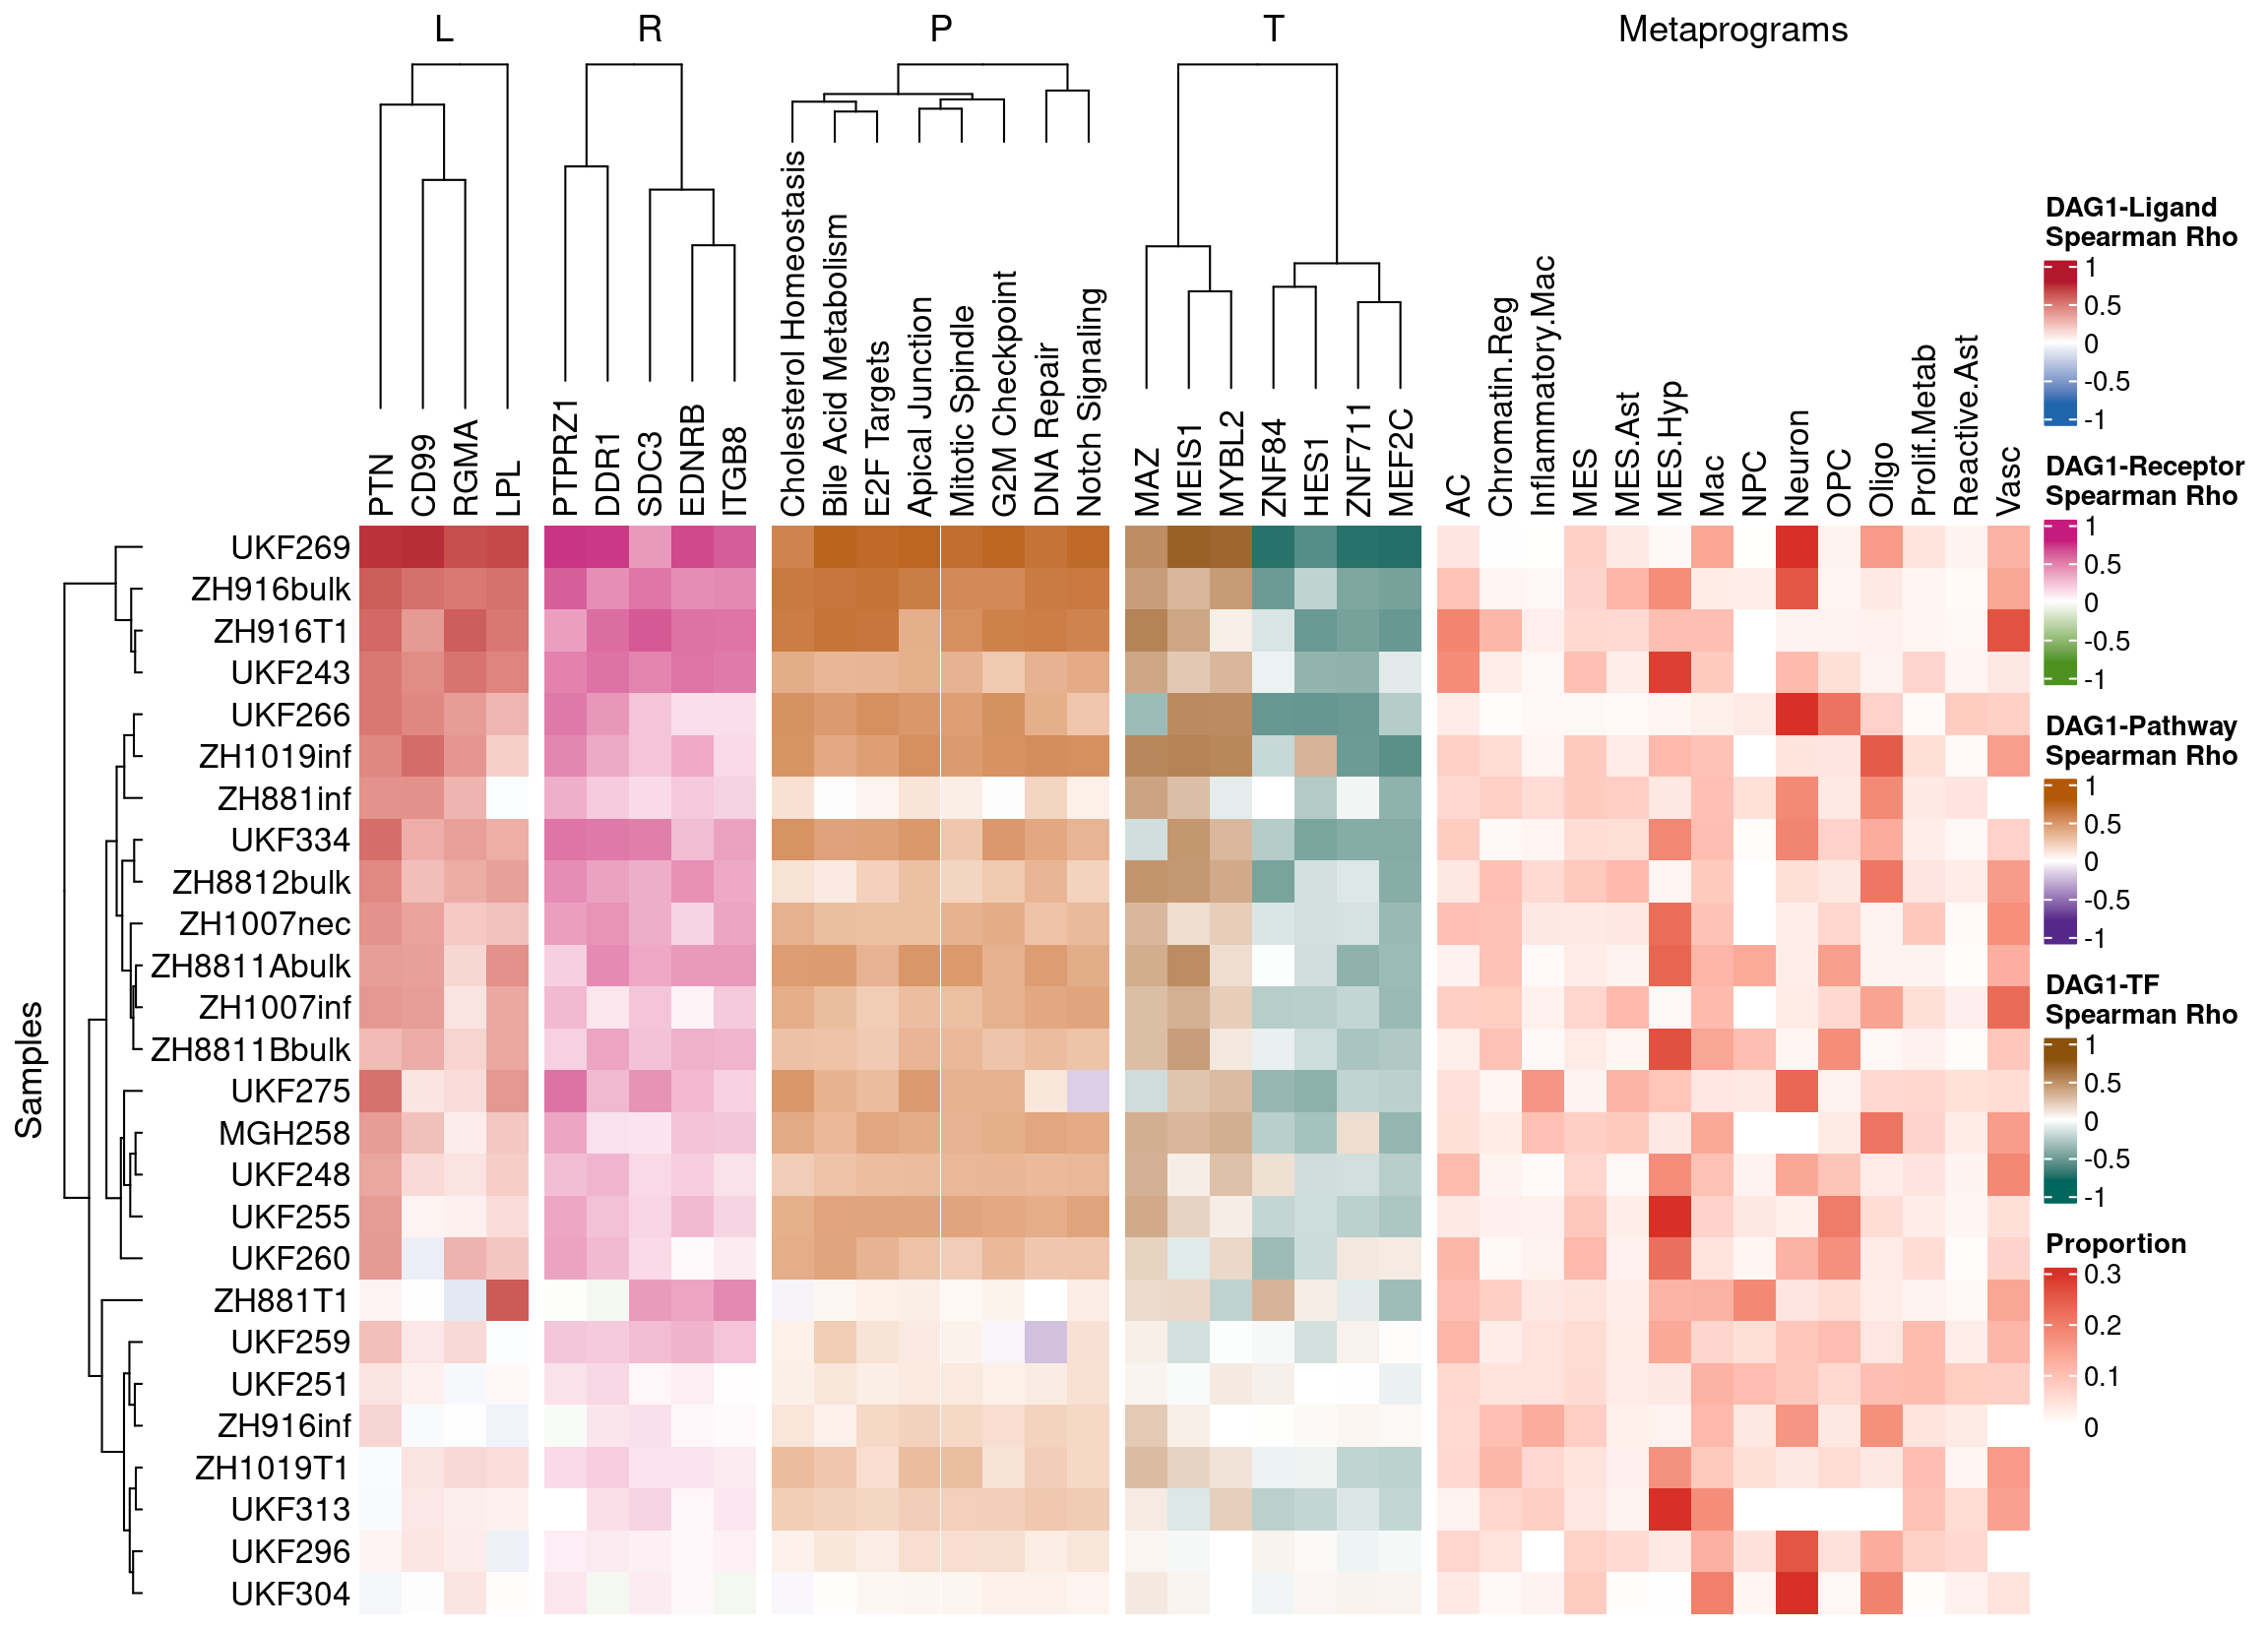 L R P T Metaprograms
PTN
CD99
RGMA
LPL
PTPRZ1
DDR1
SDC3
EDNRB
ITGB8
Cholesterol Homeostasis
Bile Acid Metabolism
E2F Targets
Apical Junction
Mitotic Spindle
G2M Checkpoint
DNA Repair
Notch Signaling
MAZ
MEIS1
MYBL2
ZNF84
HES1
ZNF711
MEF2C
AC
Chromatin.Reg
Inflammatory.Mac
MES
MES.Ast
MES.Hyp
Mac
NPC
Neuron
OPC
Oligo
Prolif.Metab
Reactive.Ast
Vasc
Samples
UKF269
ZH916bulk
ZH916T1
UKF243
UKF266
ZH1019inf
ZH881inf
UKF334
ZH8812bulk
ZH1007nec
ZH8811Abulk
ZH1007inf
ZH8811Bbulk
UKF275
MGH258
UKF248
UKF255
UKF260
ZH881T1
UKF259
UKF251
ZH916inf
ZH1019T1
UKF313
UKF296
UKF304
DAG1-Ligand
Spearman Rho
1
0.5
0
-0.5
-1
DAG1-Receptor
Spearman Rho
1
0.5
0
-0.5
-1
DAG1-Pathway
Spearman Rho
1
0.5
0
-0.5
-1
DAG1-TF
Spearman Rho
1
0.5
0
-0.5
-1
Proportion
0.3
0.2
0.1
0